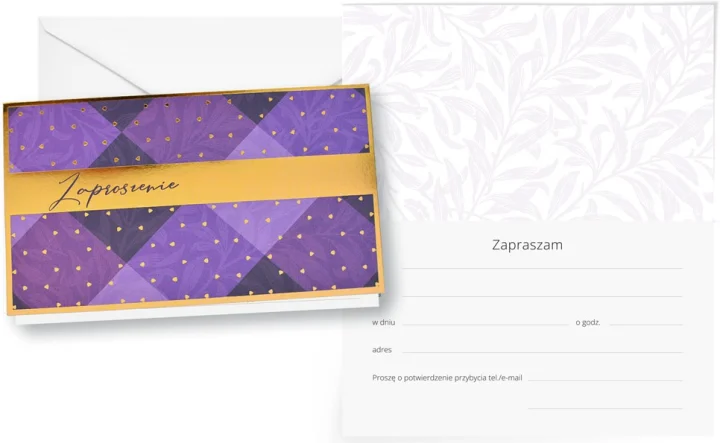 Zaproszenie
Zapraszam
w dniu o godz.
adres
Proszę o potwierdzenie przybycia tel./e-mail